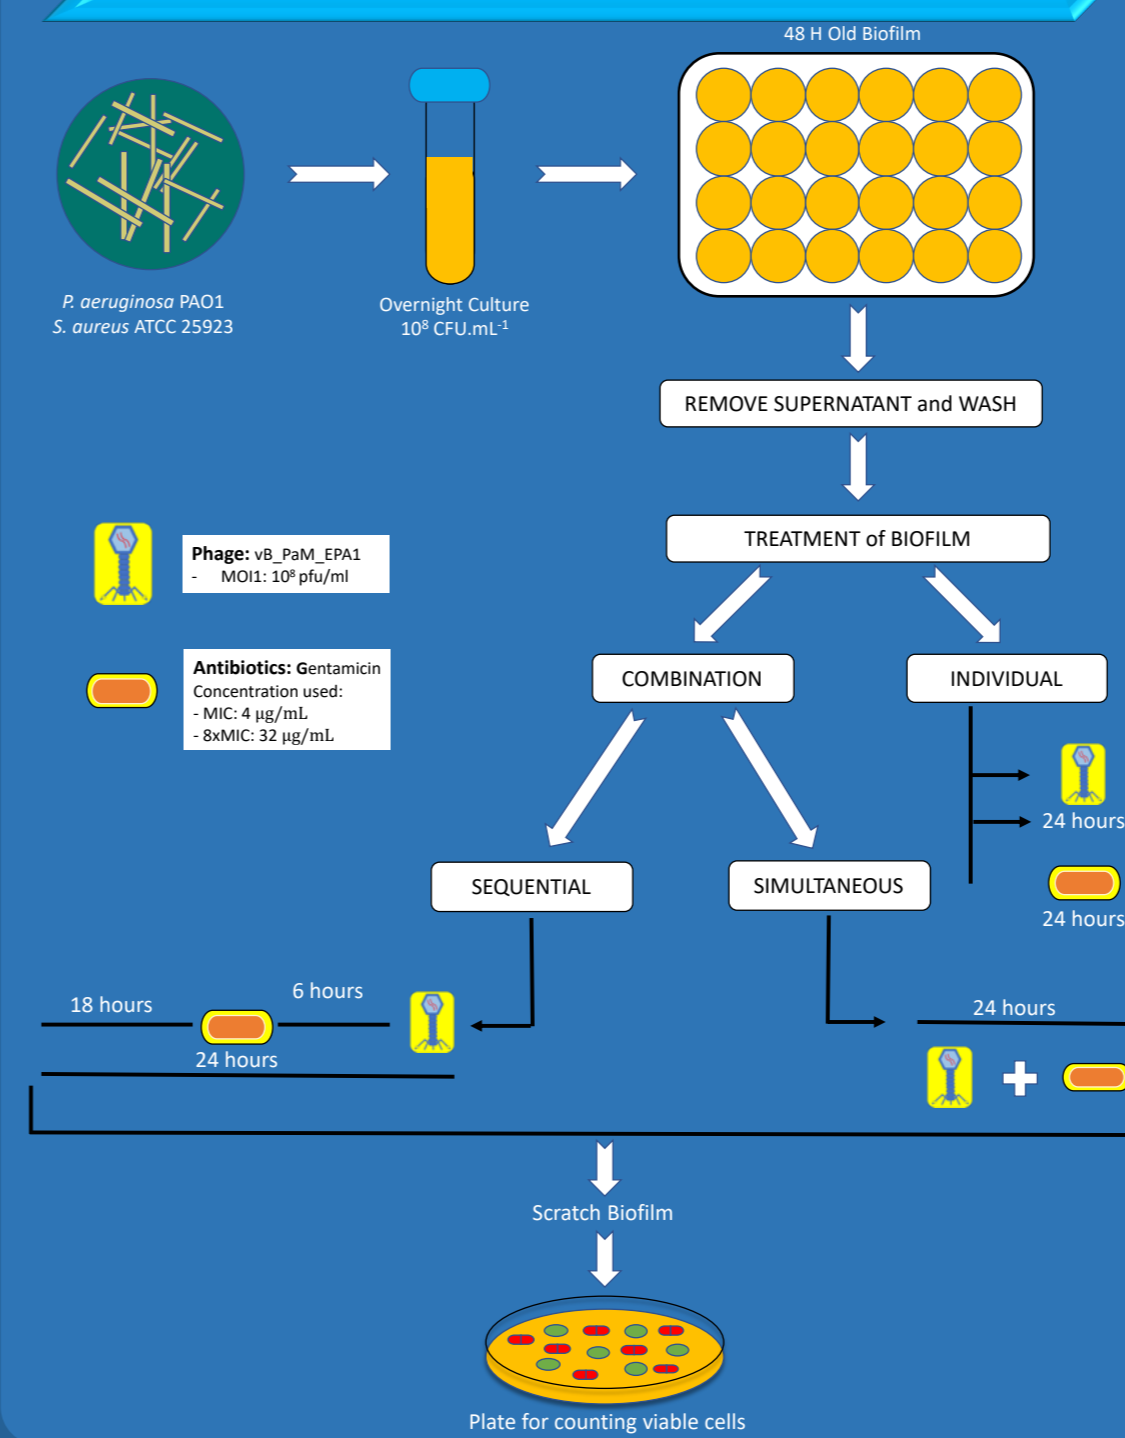 48 H Old Biofilm
P. aeruginosa PAO1
S. aureus ATCC 25923
Overnight Culture
10⁸ CFU.mL⁻¹
REMOVE SUPERNATANT and WASH
TREATMENT of BIOFILM
Phage: vB_PaM_EPA1
- MOI1: 10⁸ pfu/ml
Antibiotics: Gentamicin
Concentration used:
- MIC: 4 µg/mL
- 8xMIC: 32 µg/mL
COMBINATION
INDIVIDUAL
24 hours
24 hours
SEQUENTIAL
SIMULTANEOUS
18 hours
6 hours
24 hours
24 hours
Scratch Biofilm
Plate for counting viable cells